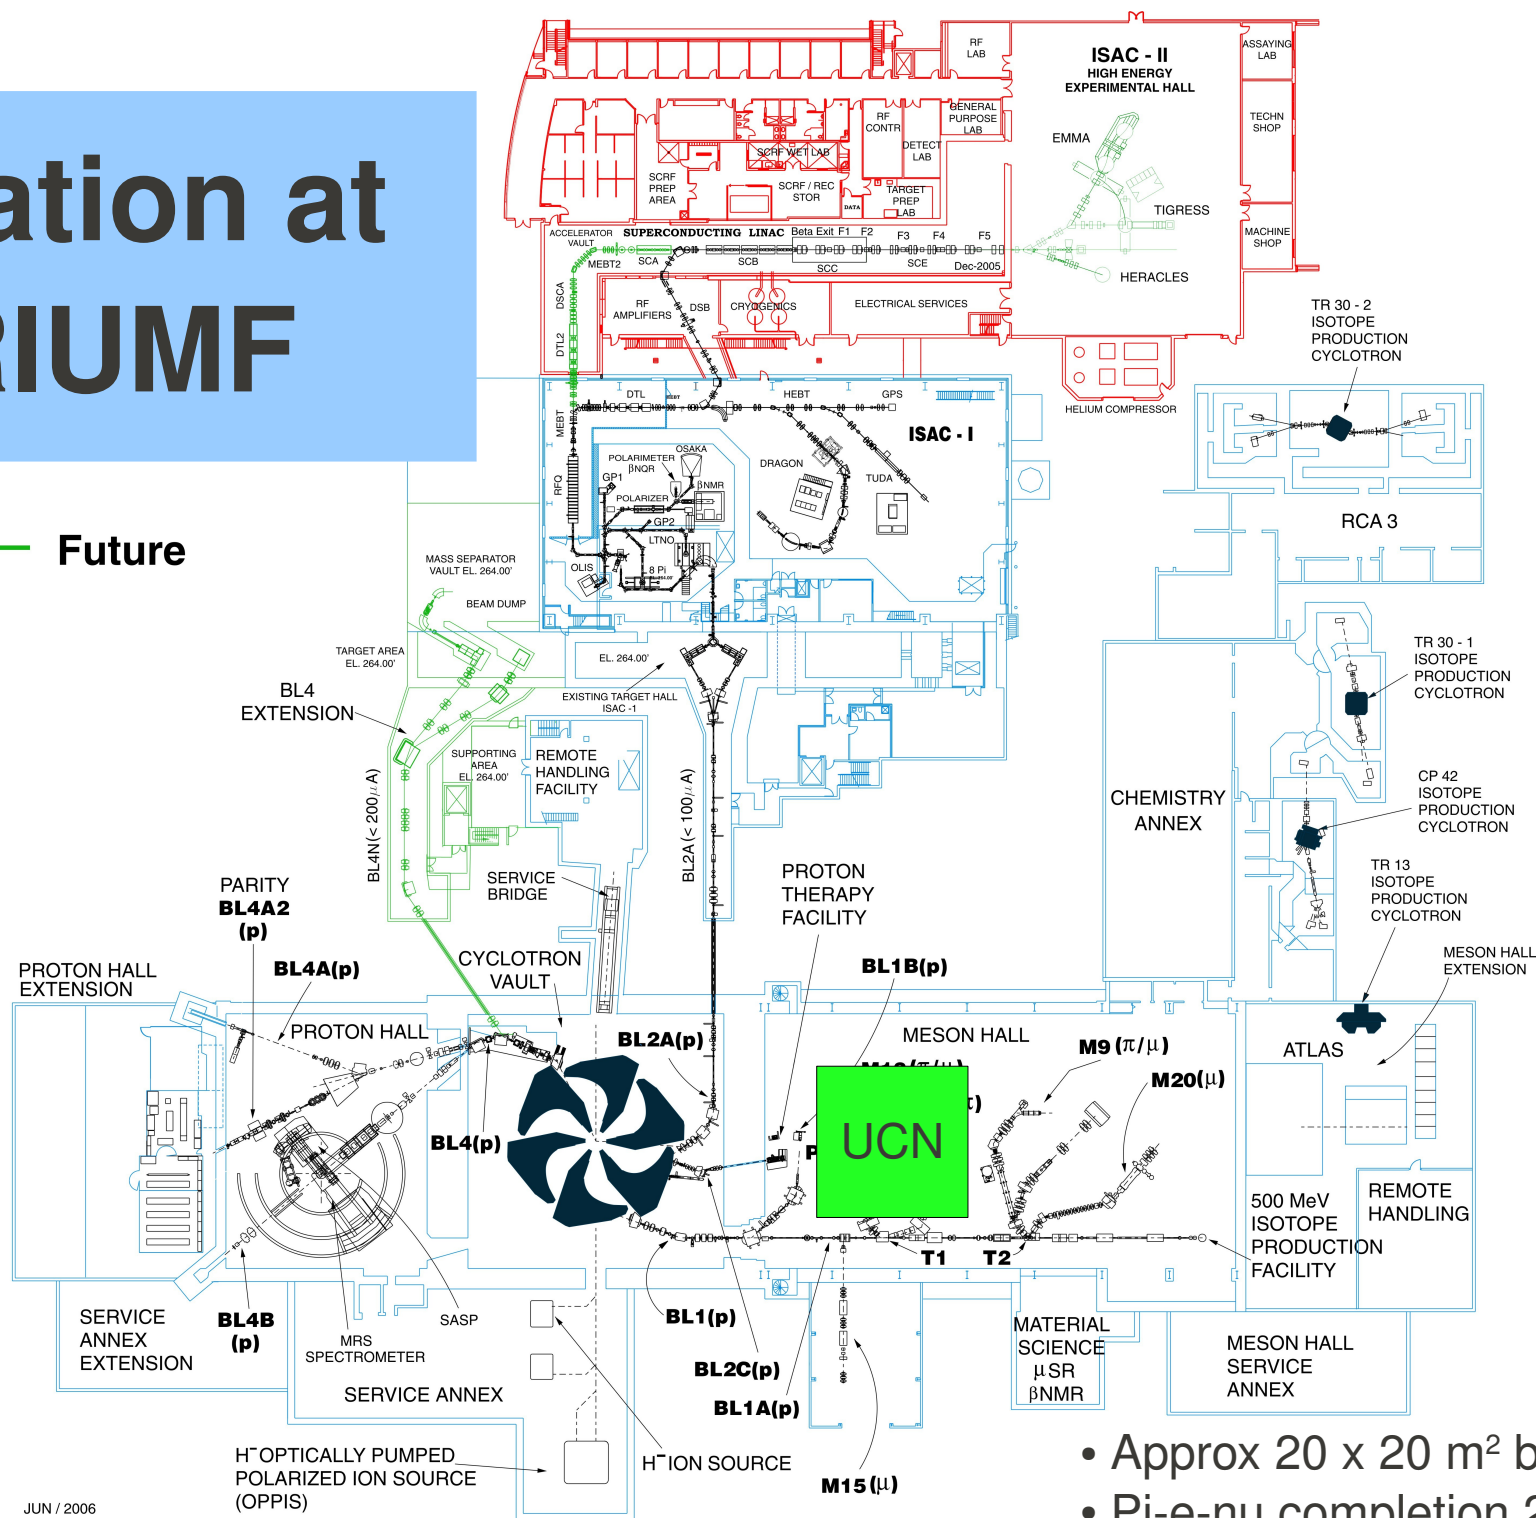 ation at
RIUMF
Future
RF
LAB
ISAC - II
HIGH ENERGY
EXPERIMENTAL HALL
ASSAYING
LAB
TECHN
SHOP
MACHINE
SHOP
GENERAL
PURPOSE
LAB
RF
CONTR
DETECT
LAB
SCRF WET LAB
SCRF
PREP
AREA
SCRF / REC
STOR
DATA
TARGET
PREP
LAB
EMMA
TIGRESS
HERACLES
ACCELERATOR
VAULT
SUPERCONDUCTING LINAC
Beta Exit F1 F2
F3
F4
F5
MEBT2
SCA
SCB
SCC
SCE
Dec-2005
DSCA
DTL2
RF
AMPLIFIERS
DSB
CRYOGENICS
ELECTRICAL SERVICES
HELIUM COMPRESSOR
TR 30 - 2
ISOTOPE
PRODUCTION
CYCLOTRON
DTL
HEBT
HEBT
GPS
MEBT
ISAC - I
RFQ
POLARIMETER
βNQR
OSAKA
GP1
POLARIZER
βNMR
GP2
LTNO
OLIS
8 Pi
DRAGON
TUDA
RCA 3
MASS SEPARATOR
VAULT EL. 264.00'
BEAM DUMP
TARGET AREA
EL. 264.00'
EL. 264.00'
EXISTING TARGET HALL
ISAC -1
BL4
EXTENSION
SUPPORTING
AREA
EL. 264.00'
REMOTE
HANDLING
FACILITY
BL4N(< 200μA)
BL2A(< 100μA)
TR 30 - 1
ISOTOPE
PRODUCTION
CYCLOTRON
CHEMISTRY
ANNEX
CP 42
ISOTOPE
PRODUCTION
CYCLOTRON
TR 13
ISOTOPE
PRODUCTION
CYCLOTRON
SERVICE
BRIDGE
PROTON
THERAPY
FACILITY
PARITY
BL4A2
(p)
BL4A(p)
CYCLOTRON
VAULT
BL1B(p)
MESON HALL
EXTENSION
PROTON HALL
EXTENSION
PROTON HALL
BL2A(p)
MESON HALL
M9 (π/μ)
M20(μ)
ATLAS
BL4(p)
UCN
500 MeV
ISOTOPE
PRODUCTION
FACILITY
REMOTE
HANDLING
T1
T2
SERVICE
ANNEX
EXTENSION
BL4B
(p)
MRS
SPECTROMETER
SASP
BL1(p)
BL2C(p)
BL1A(p)
MATERIAL
SCIENCE
μSR
βNMR
MESON HALL
SERVICE
ANNEX
SERVICE ANNEX
H⁻ OPTICALLY PUMPED
POLARIZED ION SOURCE
(OPPIS)
H⁻ ION SOURCE
M15(μ)
JUN / 2006
• Approx 20 x 20 m² b
• Pi-e-nu completion 2